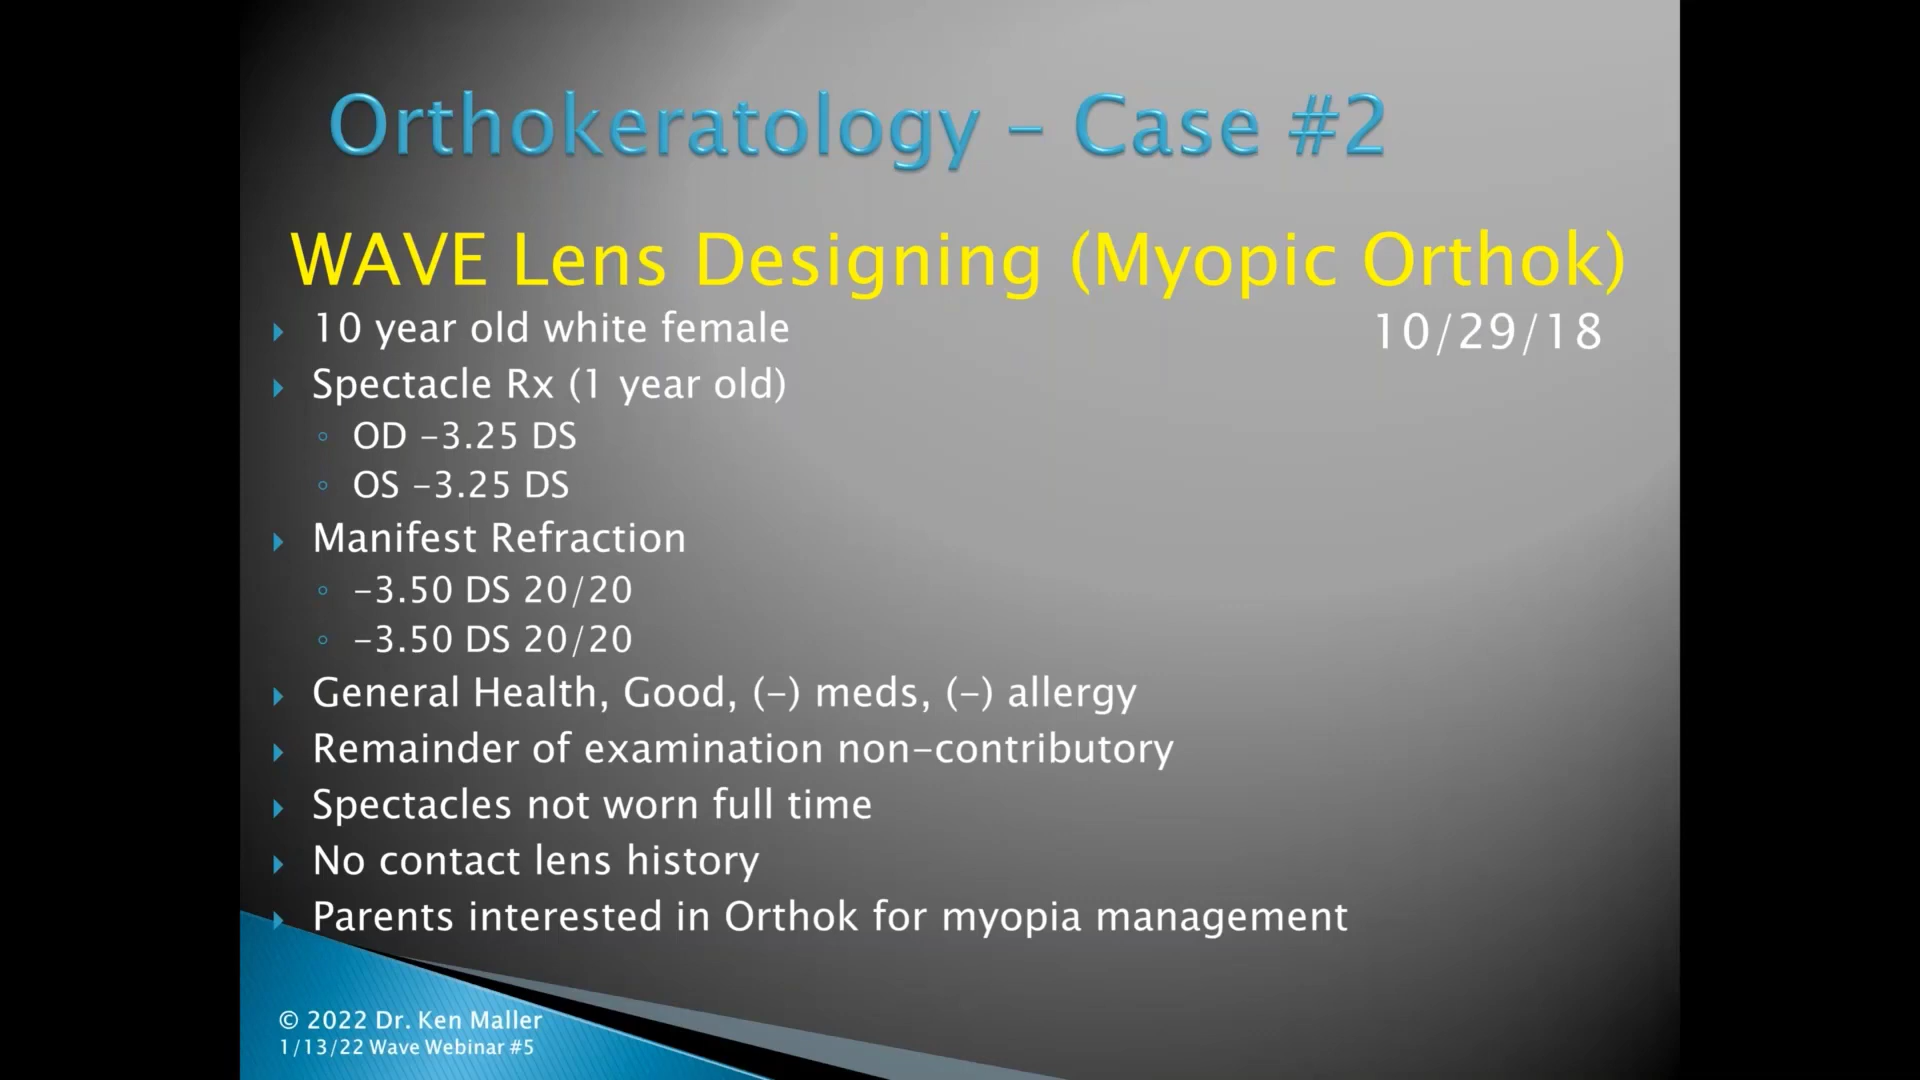 Orthokeratology – Case #2
WAVE Lens Designing (Myopic Orthok)
10 year old white female
10/29/18
Spectacle Rx (1 year old)
OD –3.25 DS
OS –3.25 DS
Manifest Refraction
–3.50 DS 20/20
–3.50 DS 20/20
General Health, Good, (–) meds, (–) allergy
Remainder of examination non–contributory
Spectacles not worn full time
No contact lens history
Parents interested in Orthok for myopia management
© 2022 Dr. Ken Maller
1/13/22 Wave Webinar #5